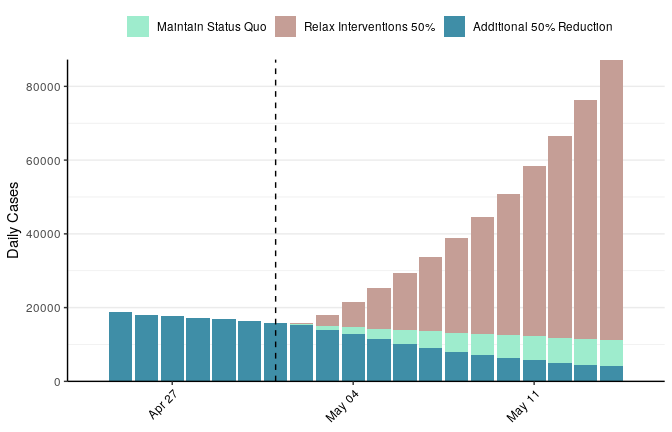 Maintain Status Quo Relax Interventions 50% Additional 50% Reduction
Daily Cases
80000
60000
40000
20000
0
Apr 27 May 04 May 11